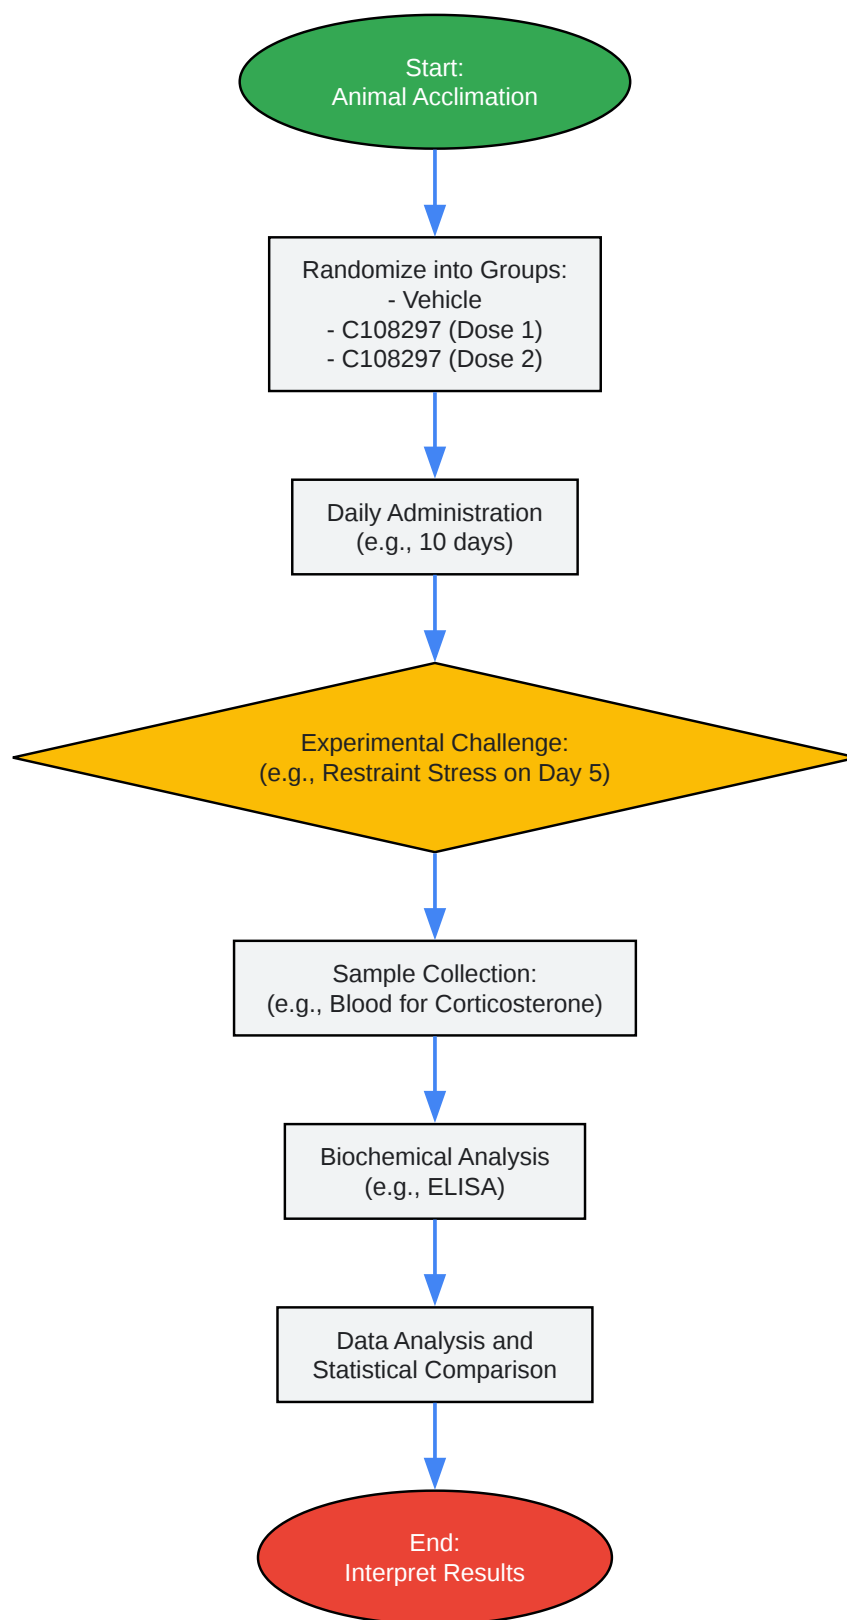 Start:
Animal Acclimation
Randomize into Groups:
- Vehicle
- C108297 (Dose 1)
- C108297 (Dose 2)
Daily Administration
(e.g., 10 days)
Experimental Challenge:
(e.g., Restraint Stress on Day 5)
Sample Collection:
(e.g., Blood for Corticosterone)
Biochemical Analysis
(e.g., ELISA)
Data Analysis and
Statistical Comparison
End:
Interpret Results